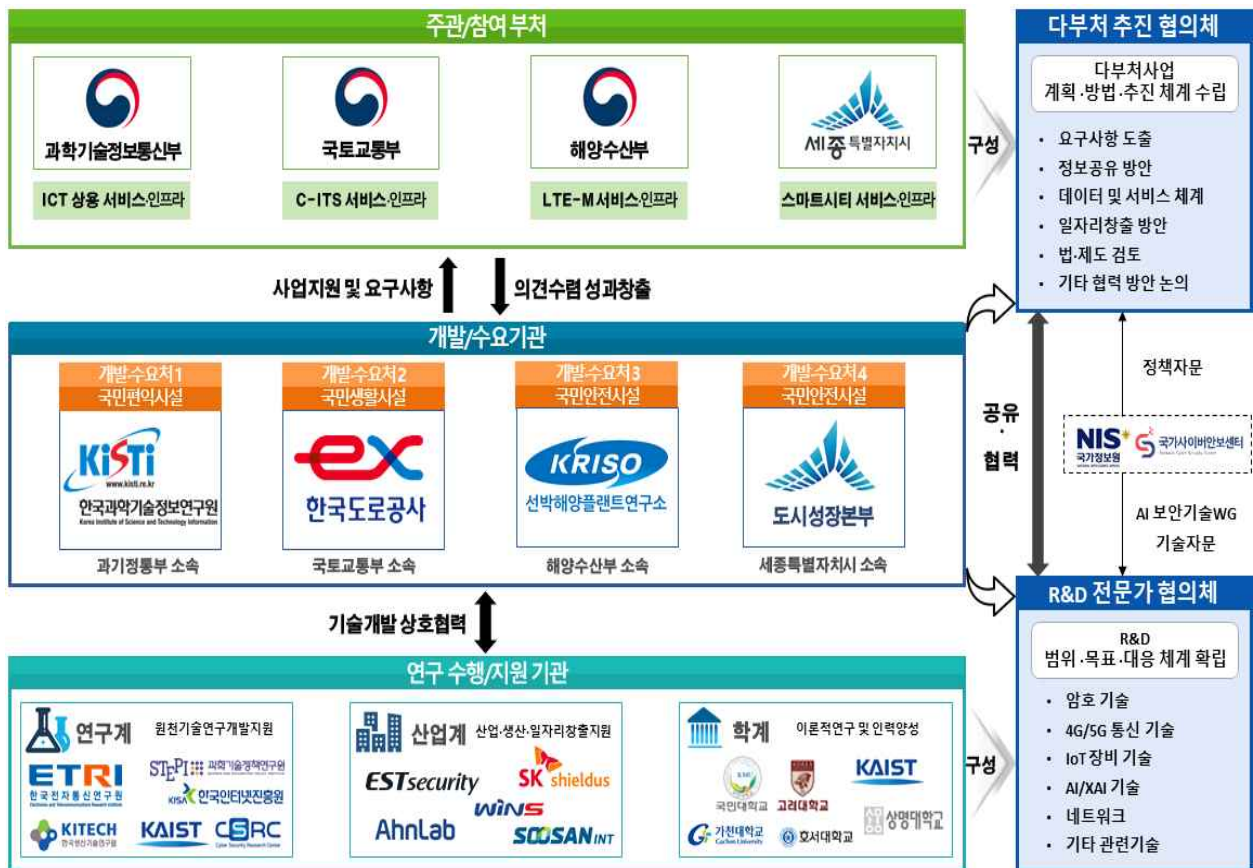 주관/참여 부처
과학기술정보통신부
국토교통부
해양수산부
세종특별자치시
ICT 상용 서비스·인프라
C-ITS 서비스·인프라
LTE-M 서비스·인프라
스마트시티 서비스·인프라
구성
다부처 추진 협의체
다부처사업
계획·방법·추진 체계 수립
• 요구사항 도출
• 정보공유 방안
• 데이터 및 서비스 체계
• 일자리창출 방안
• 법·제도 검토
• 기타 협력 방안 논의
사업지원 및 요구사항
의견수렴 성과창출
개발/수요기관
개발·수요처1
국민편익시설
개발·수요처2
국민생활시설
개발·수요처3
국민안전시설
개발·수요처4
국민안전시설
KiSTi
www.kisti.re.kr
한국과학기술정보연구원
Korea Institute of Science and Technology Information
ex
한국도로공사
KRISO
선박해양플랜트연구소
도시성장본부
과기정통부 소속
국토교통부 소속
해양수산부 소속
세종특별자치시 소속
공유
·
협력
정책자문
NIS
국가정보원
국가사이버안보센터
AI 보안기술WG
기술자문
기술개발 상호협력
연구 수행/지원 기관
연구계
원천기술연구개발지원
ETRI
한국전자통신연구원
STEPI
과학기술정책연구원
KISA 한국인터넷진흥원
KITECH
한국생산기술연구원
KAIST
CSRC
Cyber Security Research Center
산업계
산업·생산·일자리창출지원
ESTsecurity
SK
shieldus
WINS
AhnLab
SOOSAN INT
학계
이론적연구 및 인력양성
국민대학교
고려대학교
KAIST
가천대학교
Gachon University
호서대학교
상명대학교
구성
R&D 전문가 협의체
R&D
범위·목표·대응 체계 확립
• 암호 기술
• 4G/5G 통신 기술
• IoT 장비 기술
• AI/XAI 기술
• 네트워크
• 기타 관련기술